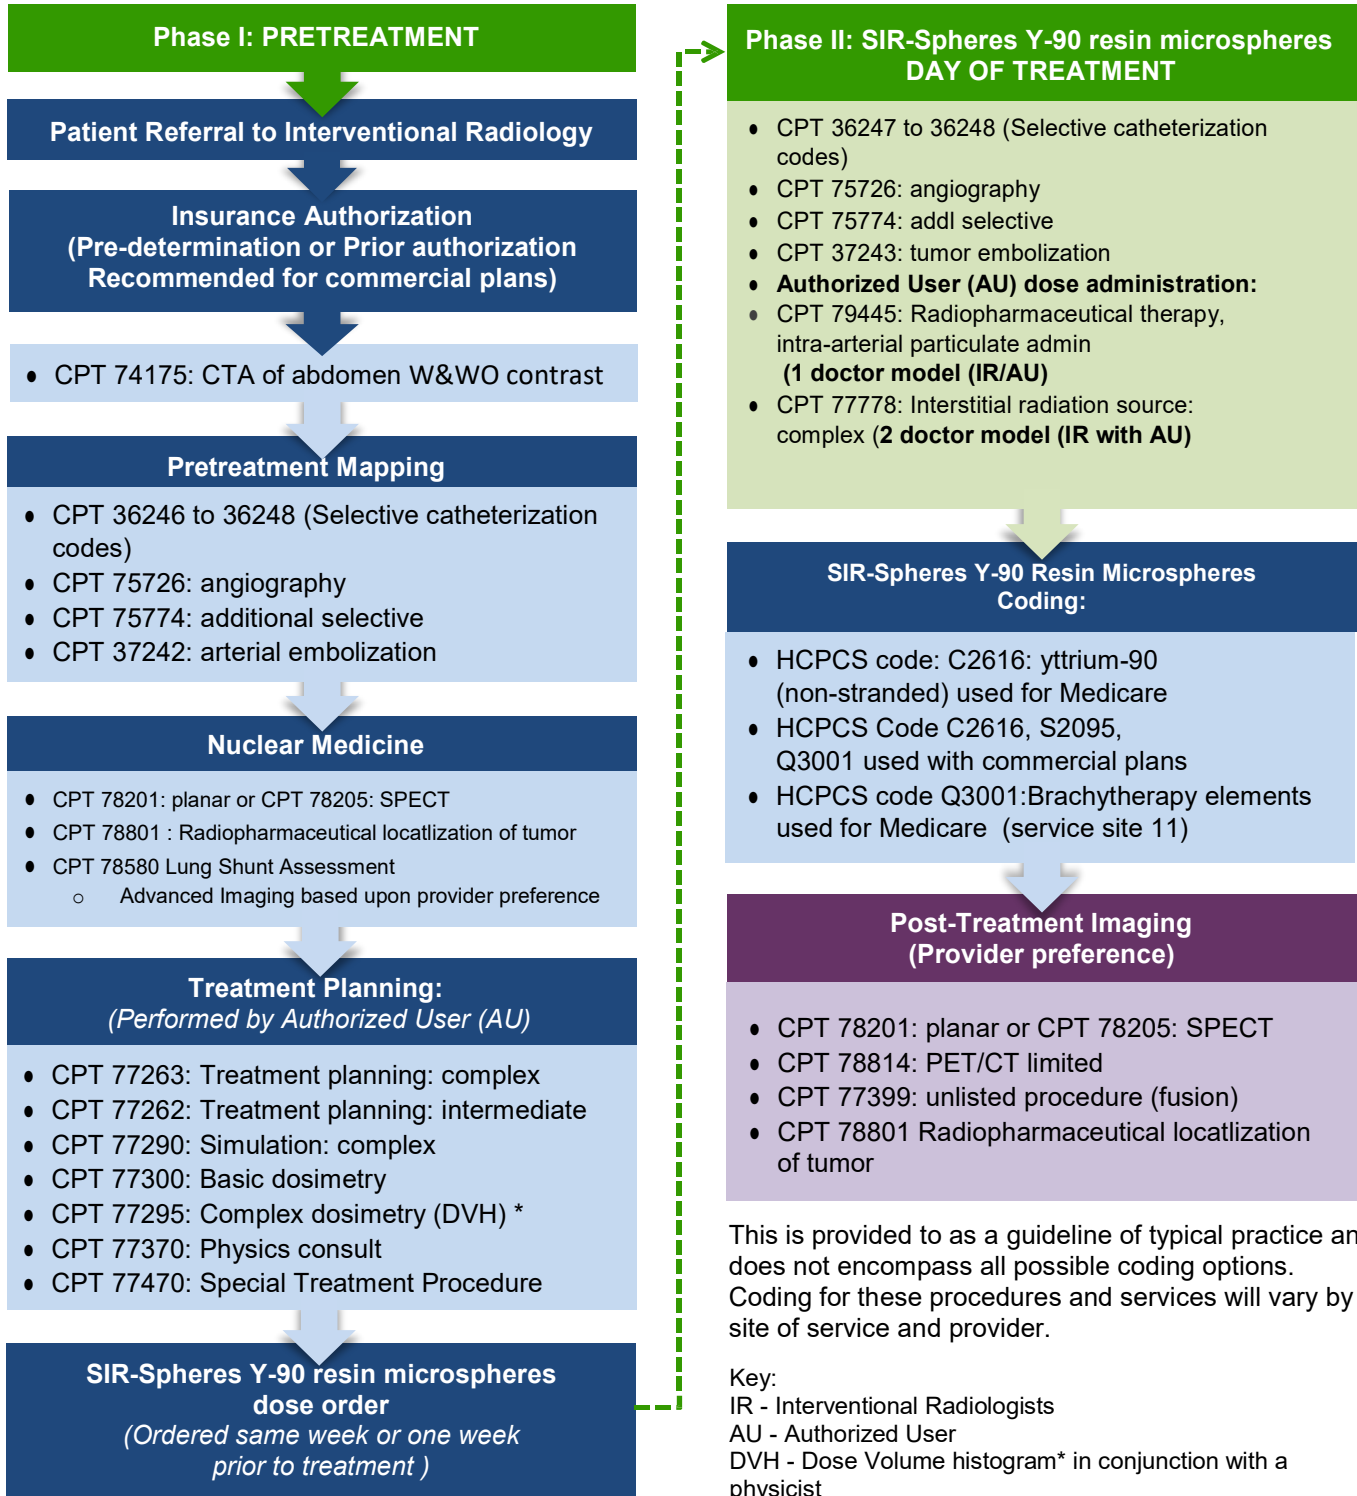 Phase I: PRETREATMENT
Patient Referral to Interventional Radiology
Insurance Authorization
(Pre-determination or Prior authorization
Recommended for commercial plans)
• CPT 74175: CTA of abdomen W&WO contrast
Pretreatment Mapping
• CPT 36246 to 36248 (Selective catheterization
codes)
• CPT 75726: angiography
• CPT 75774: additional selective
• CPT 37242: arterial embolization
Nuclear Medicine
• CPT 78201: planar or CPT 78205: SPECT
• CPT 78801 : Radiopharmaceutical locatlization of tumor
• CPT 78580 Lung Shunt Assessment
o Advanced Imaging based upon provider preference
Treatment Planning:
(Performed by Authorized User (AU)
• CPT 77263: Treatment planning: complex
• CPT 77262: Treatment planning: intermediate
• CPT 77290: Simulation: complex
• CPT 77300: Basic dosimetry
• CPT 77295: Complex dosimetry (DVH) *
• CPT 77370: Physics consult
• CPT 77470: Special Treatment Procedure
SIR-Spheres Y-90 resin microspheres
dose order
(Ordered same week or one week
prior to treatment )
Phase II: SIR-Spheres Y-90 resin microspheres
DAY OF TREATMENT
• CPT 36247 to 36248 (Selective catheterization
codes)
• CPT 75726: angiography
• CPT 75774: addl selective
• CPT 37243: tumor embolization
• Authorized User (AU) dose administration:
• CPT 79445: Radiopharmaceutical therapy,
intra-arterial particulate admin
(1 doctor model (IR/AU)
• CPT 77778: Interstitial radiation source:
complex (2 doctor model (IR with AU)
SIR-Spheres Y-90 Resin Microspheres
Coding:
• HCPCS code: C2616: yttrium-90
(non-stranded) used for Medicare
• HCPCS Code C2616, S2095,
Q3001 used with commercial plans
• HCPCS code Q3001:Brachytherapy elements
used for Medicare (service site 11)
Post-Treatment Imaging
(Provider preference)
• CPT 78201: planar or CPT 78205: SPECT
• CPT 78814: PET/CT limited
• CPT 77399: unlisted procedure (fusion)
• CPT 78801 Radiopharmaceutical locatlization
of tumor
This is provided to as a guideline of typical practice an
does not encompass all possible coding options.
Coding for these procedures and services will vary by
site of service and provider.
Key:
IR - Interventional Radiologists
AU - Authorized User
DVH - Dose Volume histogram* in conjunction with a
physicist